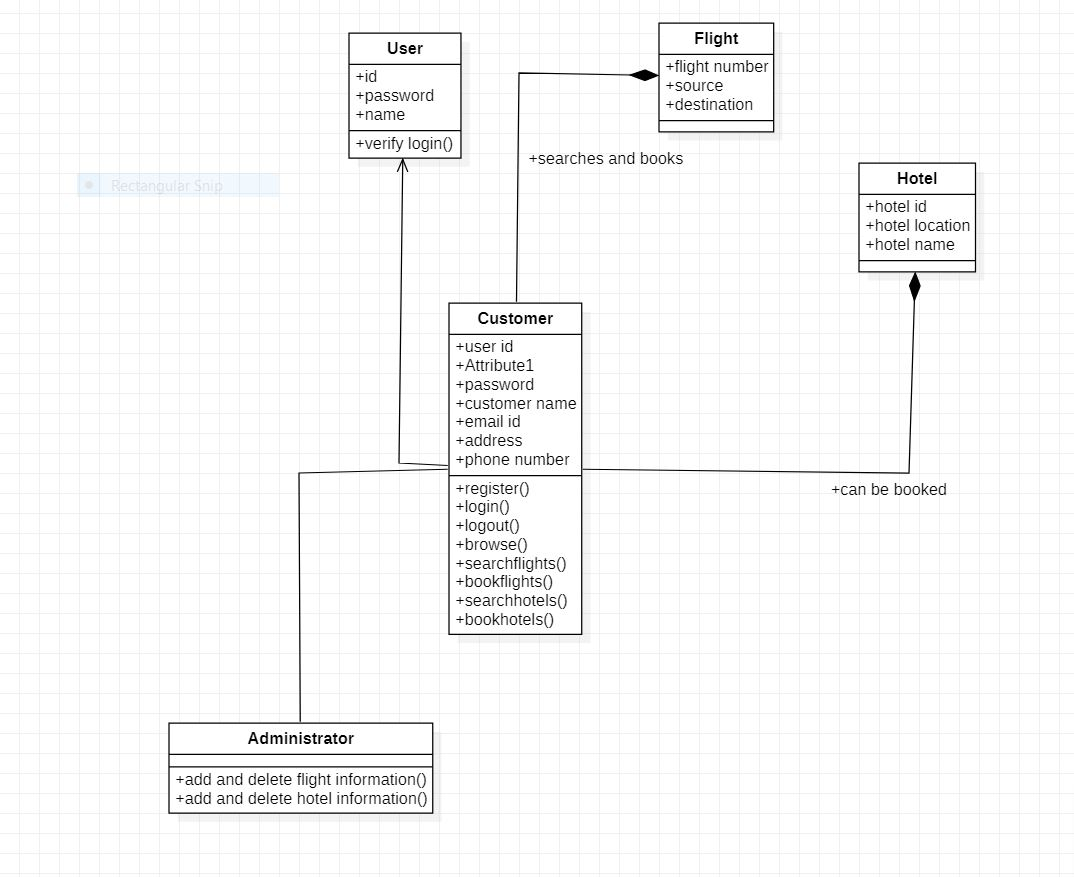 User
+id
+password
+name
+verify login()
Flight
+flight number
+source
+destination
+searches and books
Rectangular Snip
Hotel
+hotel id
+hotel location
+hotel name
Customer
+user id
+Attribute1
+password
+customer name
+email id
+address
+phone number
+register()
+login()
+logout()
+browse()
+searchflights()
+bookflights()
+searchhotels()
+bookhotels()
+can be booked
Administrator
+add and delete flight information()
+add and delete hotel information()